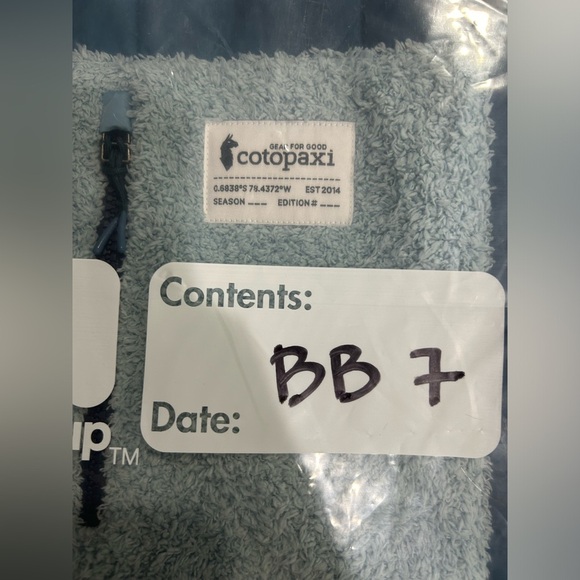 GEAR FOR GOOD
cotopaxi
0.6838°S 78.4372°W EST 2014
SEASON ___ EDITION # ___
Contents:
BB 7
Date:
up™